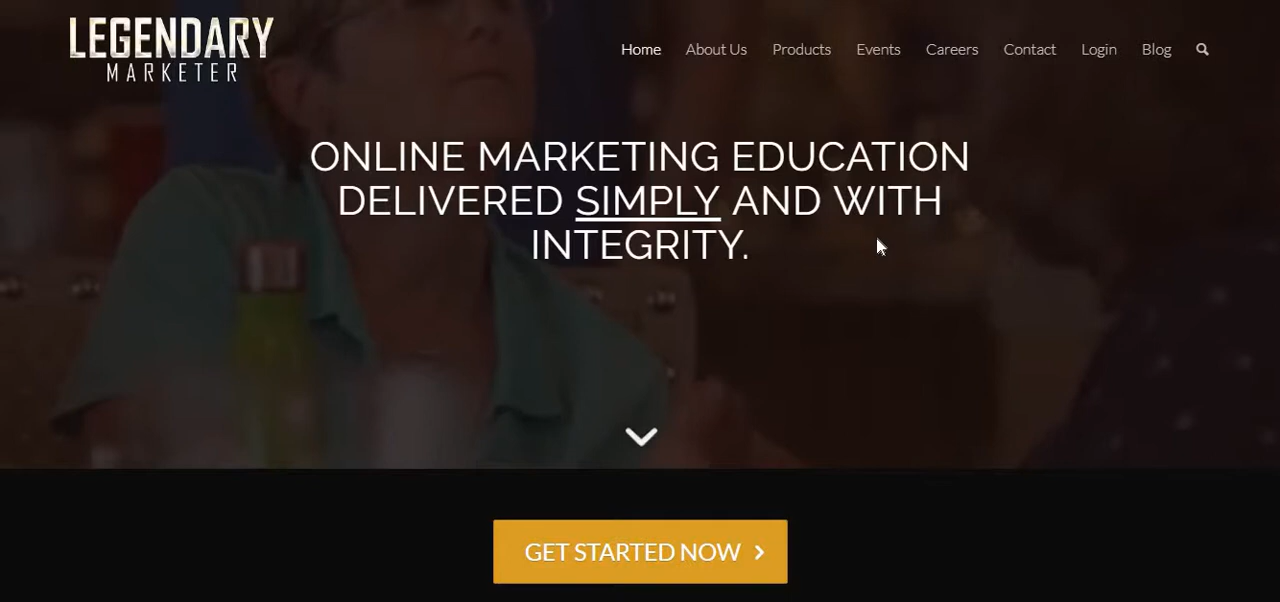 LEGENDARY
MARKETER
Home About Us Products Events Careers Contact Login Blog
ONLINE MARKETING EDUCATION
DELIVERED SIMPLY AND WITH
INTEGRITY.
GET STARTED NOW